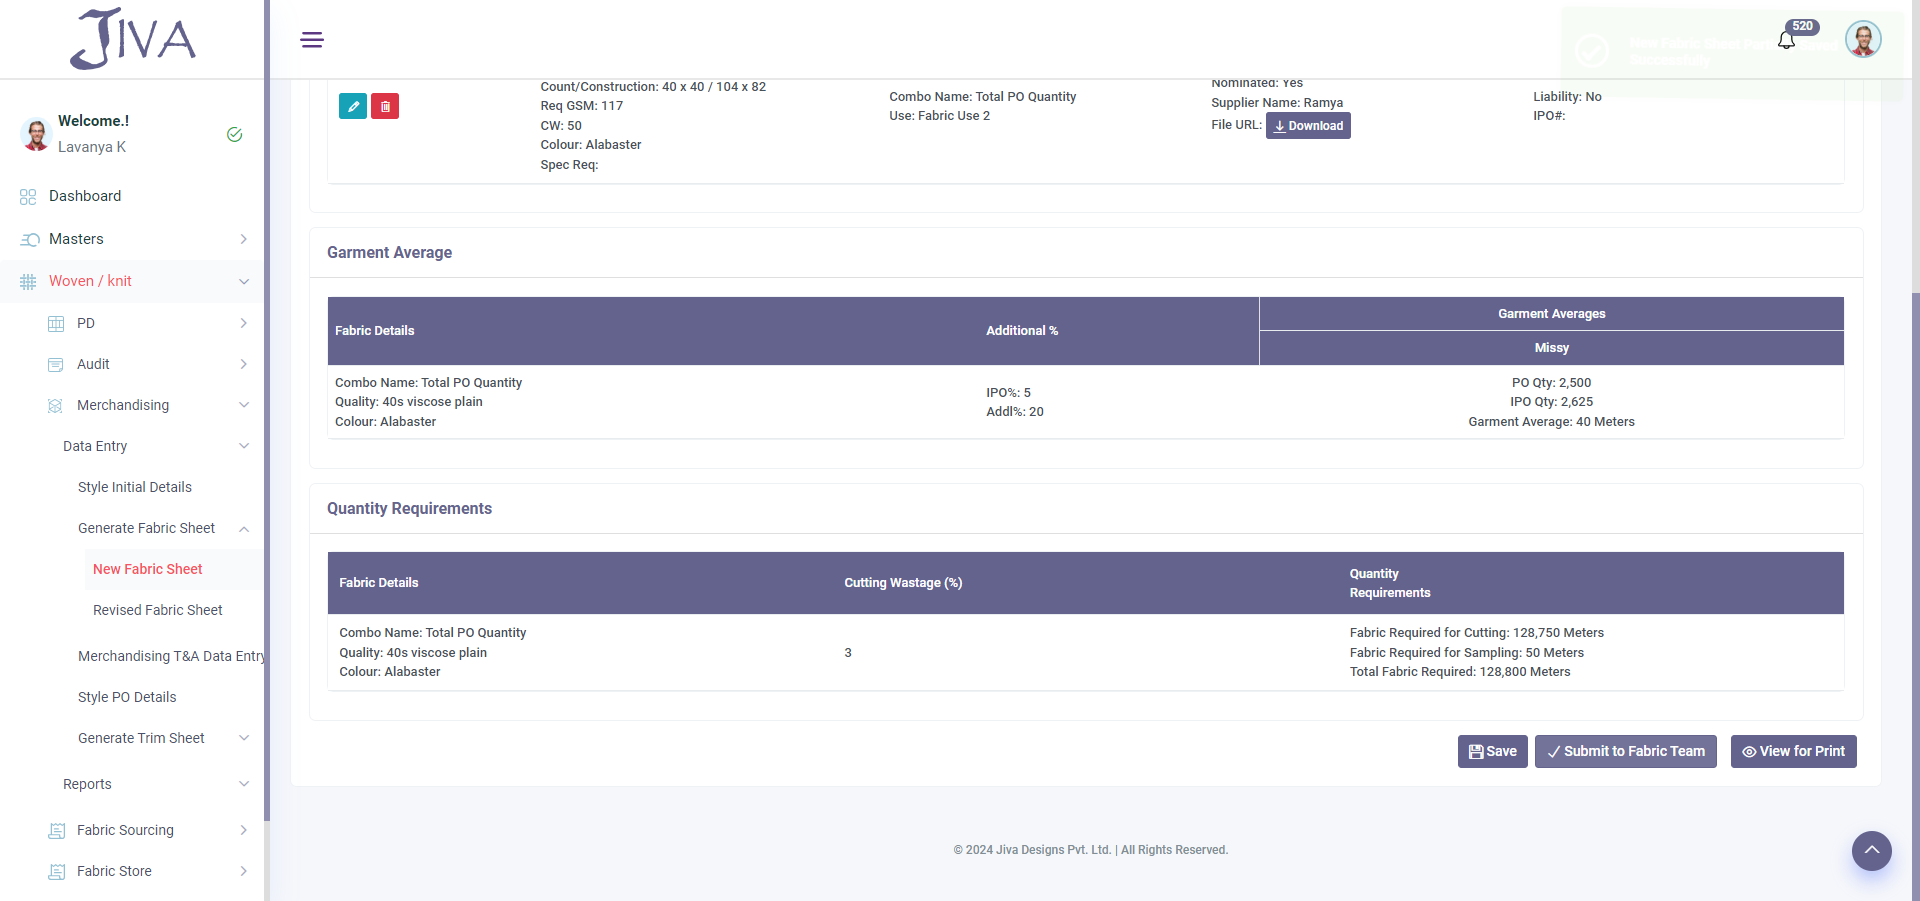 JIVA
520
Welcome.!
Lavanya K
Dashboard
Masters
Woven / knit
PD
Audit
Merchandising
Data Entry
Style Initial Details
Generate Fabric Sheet
New Fabric Sheet
Revised Fabric Sheet
Merchandising T&A Data Entry
Style PO Details
Generate Trim Sheet
Reports
Fabric Sourcing
Fabric Store
New Fabric Sheet
Successfully
Count/Construction: 40 x 40 / 104 x 82
Req GSM: 117
CW: 50
Colour: Alabaster
Spec Req:
Combo Name: Total PO Quantity
Use: Fabric Use 2
Nominated: Yes
Supplier Name: Ramya
File URL: Download
Liability: No
IPO#:
Garment Average
Fabric Details
Additional %
Garment Averages
Missy
Combo Name: Total PO Quantity
Quality: 40s viscose plain
Colour: Alabaster
IPO%: 5
Addl%: 20
PO Qty: 2,500
IPO Qty: 2,625
Garment Average: 40 Meters
Quantity Requirements
Fabric Details
Cutting Wastage (%)
Quantity
Requirements
Combo Name: Total PO Quantity
Quality: 40s viscose plain
Colour: Alabaster
3
Fabric Required for Cutting: 128,750 Meters
Fabric Required for Sampling: 50 Meters
Total Fabric Required: 128,800 Meters
Save
Submit to Fabric Team
View for Print
© 2024 Jiva Designs Pvt. Ltd. | All Rights Reserved.